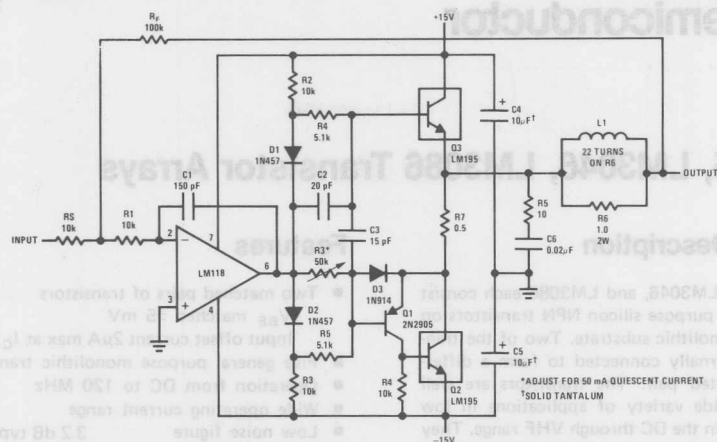 emiconductor
, LM3046, LM3086 Transistor Arrays
escription
Features
RF
100k
+15V
R2
10k
R4
5.1k
D1
1N457
C1
150 pF
C2
20 pF
Q3
LM195
C4
10μF†
+
L1
22 TURNS
ON R6
OUTPUT
RS
10k
R1
10k
INPUT
2
7
−
LM118
6
3
+
4
C3
15 pF
R3*
50k
D3
1N914
R7
0.5
R5
10
C6
0.02μF
R6
1.0
2W
D2
1N457
R5
5.1k
Q1
2N2905
R4
10k
R3
10k
Q2
LM195
+
C5
10μF†
−15V
*ADJUST FOR 50 mA QUIESCENT CURRENT
†SOLID TANTALUM
LM3046, and LM3086 each consist
purpose silicon NPN transistors on
nolithic substrate. Two of the
nally connected to
wide variety of applications
n the DC through VHF range. They
Two matched pairs of transistors
matched ±5 mV
Input offset current 2μA max at IC
general purpose monolithic tran
eration from DC to 120 MHz
Wide operating current range
Low noise figure 3.2 dB typ